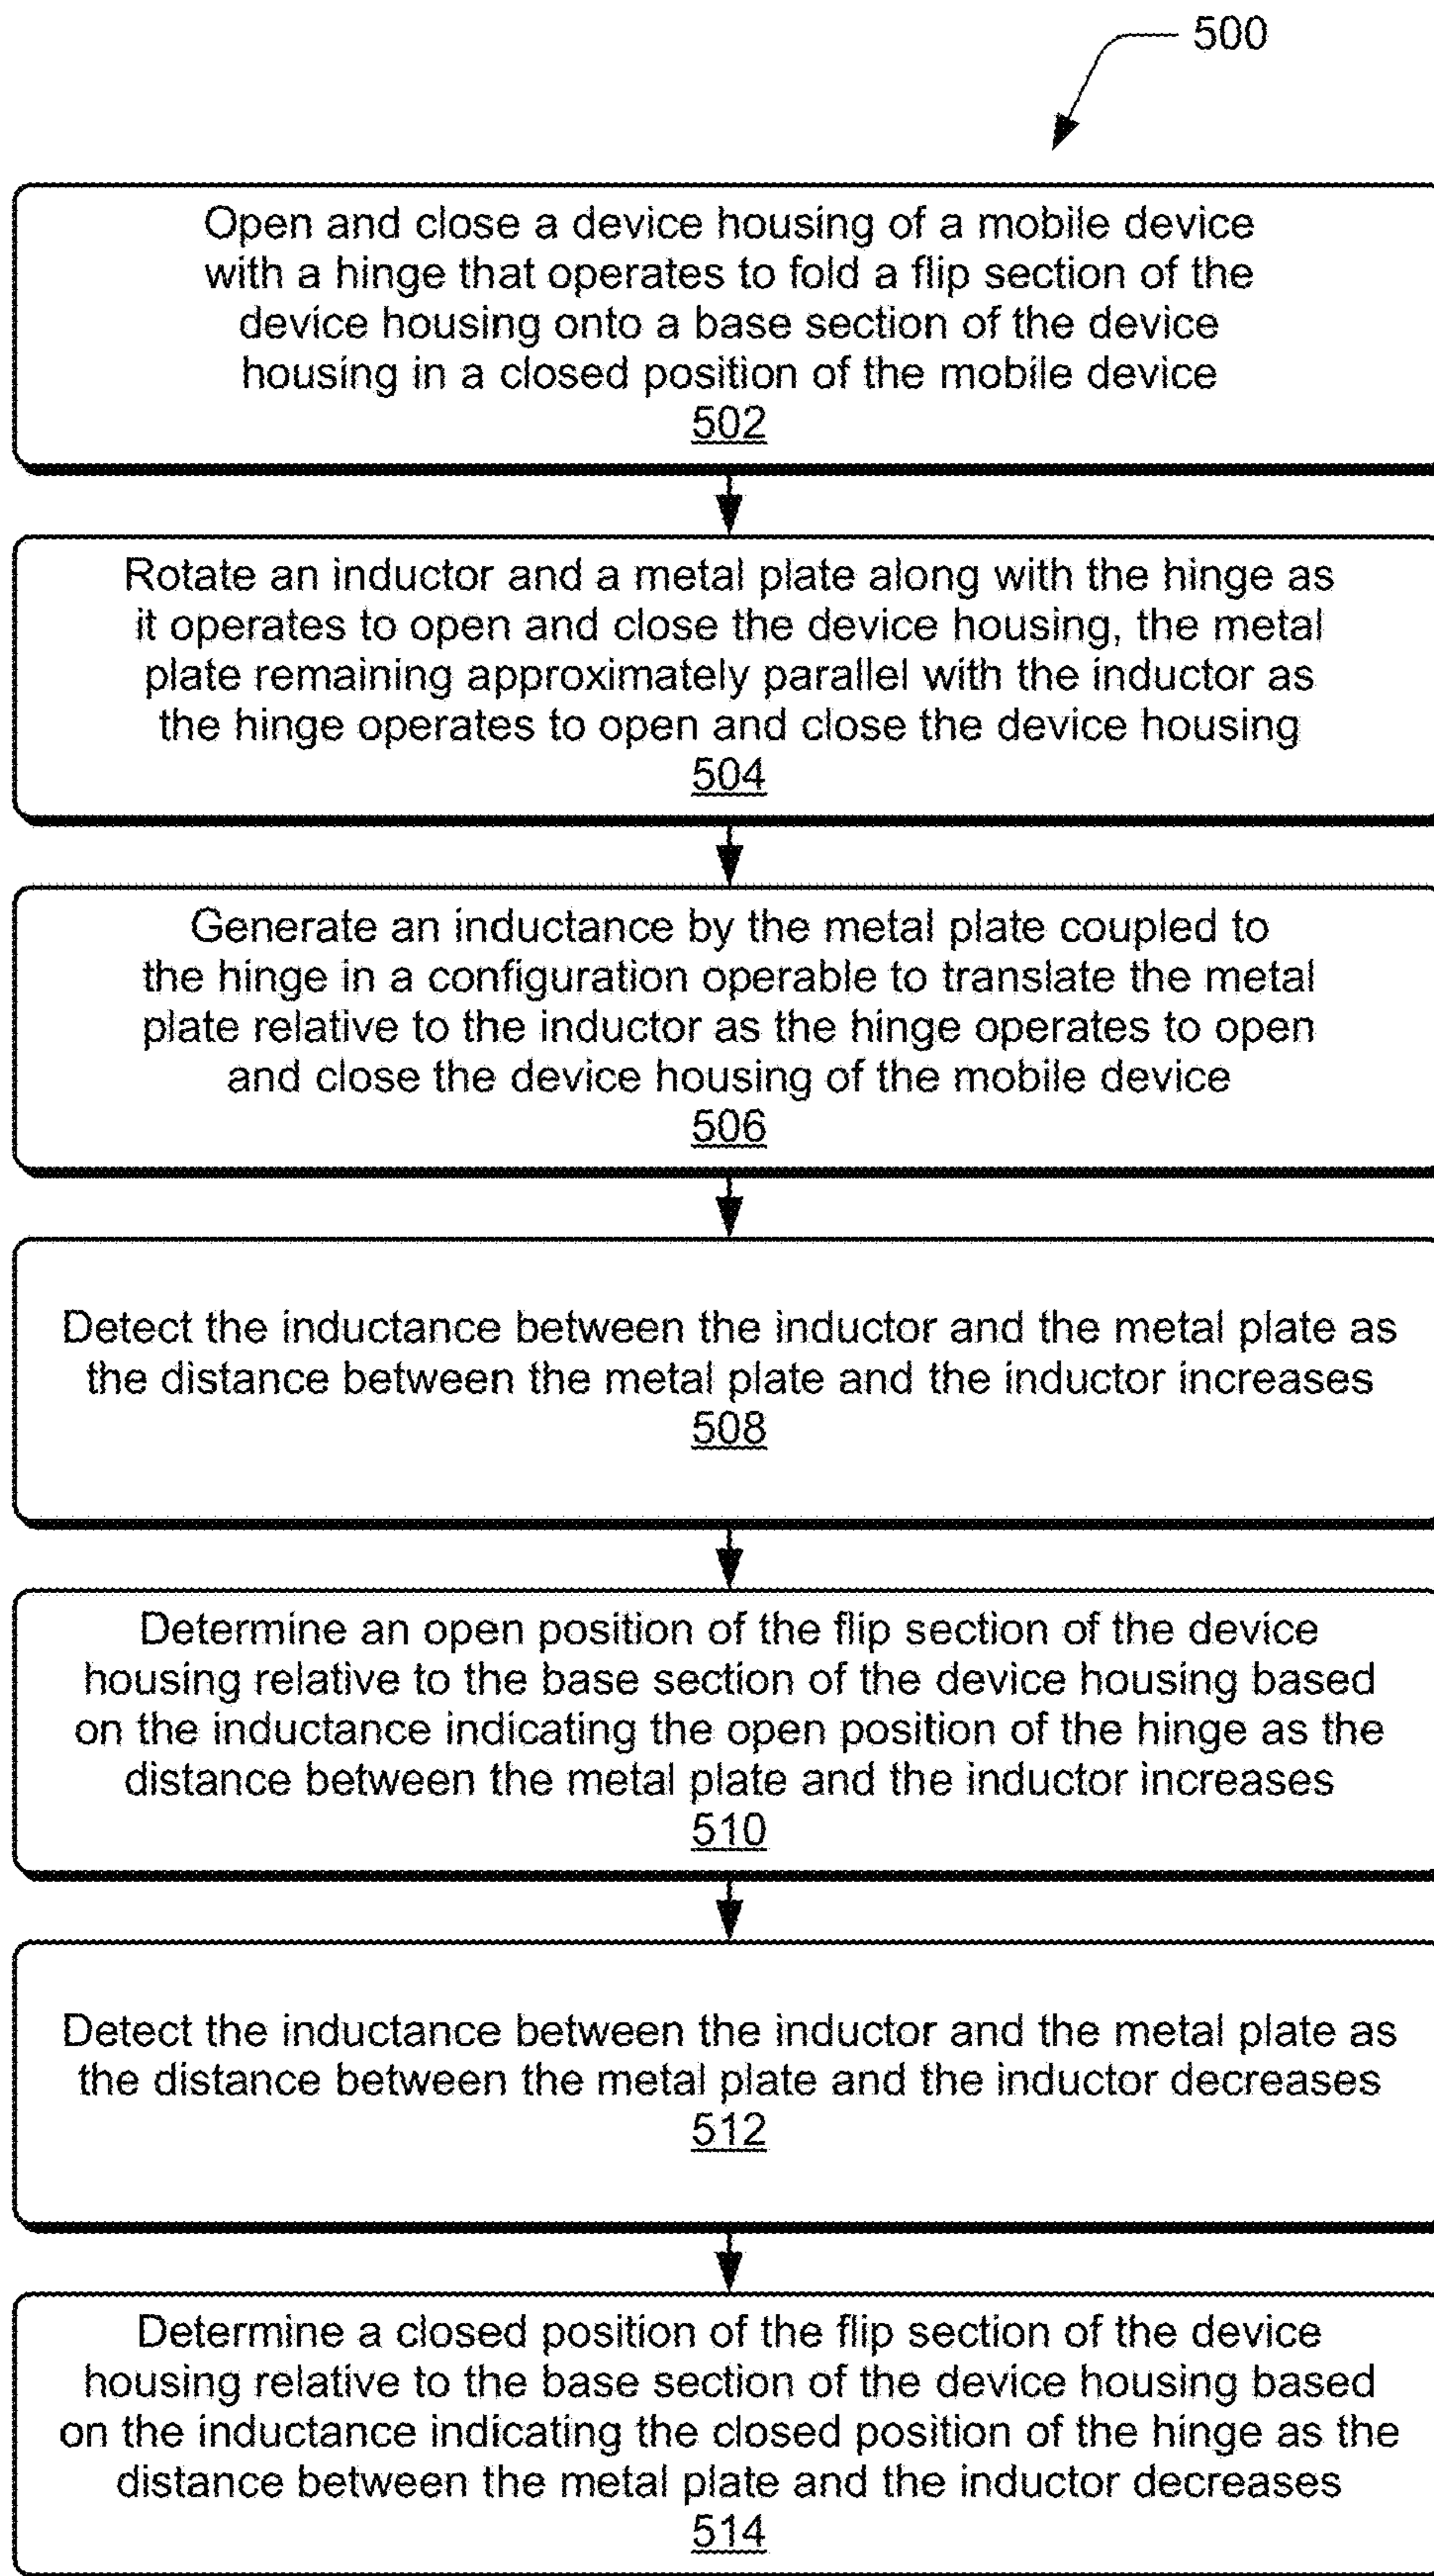 500
Open and close a device housing of a mobile device
with a hinge that operates to fold a flip section of the
device housing onto a base section of the device
housing in a closed position of the mobile device
502
Rotate an inductor and a metal plate along with the hinge as
it operates to open and close the device housing, the metal
plate remaining approximately parallel with the inductor as
the hinge operates to open and close the device housing
504
Generate an inductance by the metal plate coupled to
the hinge in a configuration operable to translate the metal
plate relative to the inductor as the hinge operates to open
and close the device housing of the mobile device
506
Detect the inductance between the inductor and the metal plate as
the distance between the metal plate and the inductor increases
508
Determine an open position of the flip section of the device
housing relative to the base section of the device housing based
on the inductance indicating the open position of the hinge as the
distance between the metal plate and the inductor increases
510
Detect the inductance between the inductor and the metal plate as
the distance between the metal plate and the inductor decreases
512
Determine a closed position of the flip section of the device
housing relative to the base section of the device housing based
on the inductance indicating the closed position of the hinge as the
distance between the metal plate and the inductor decreases
514